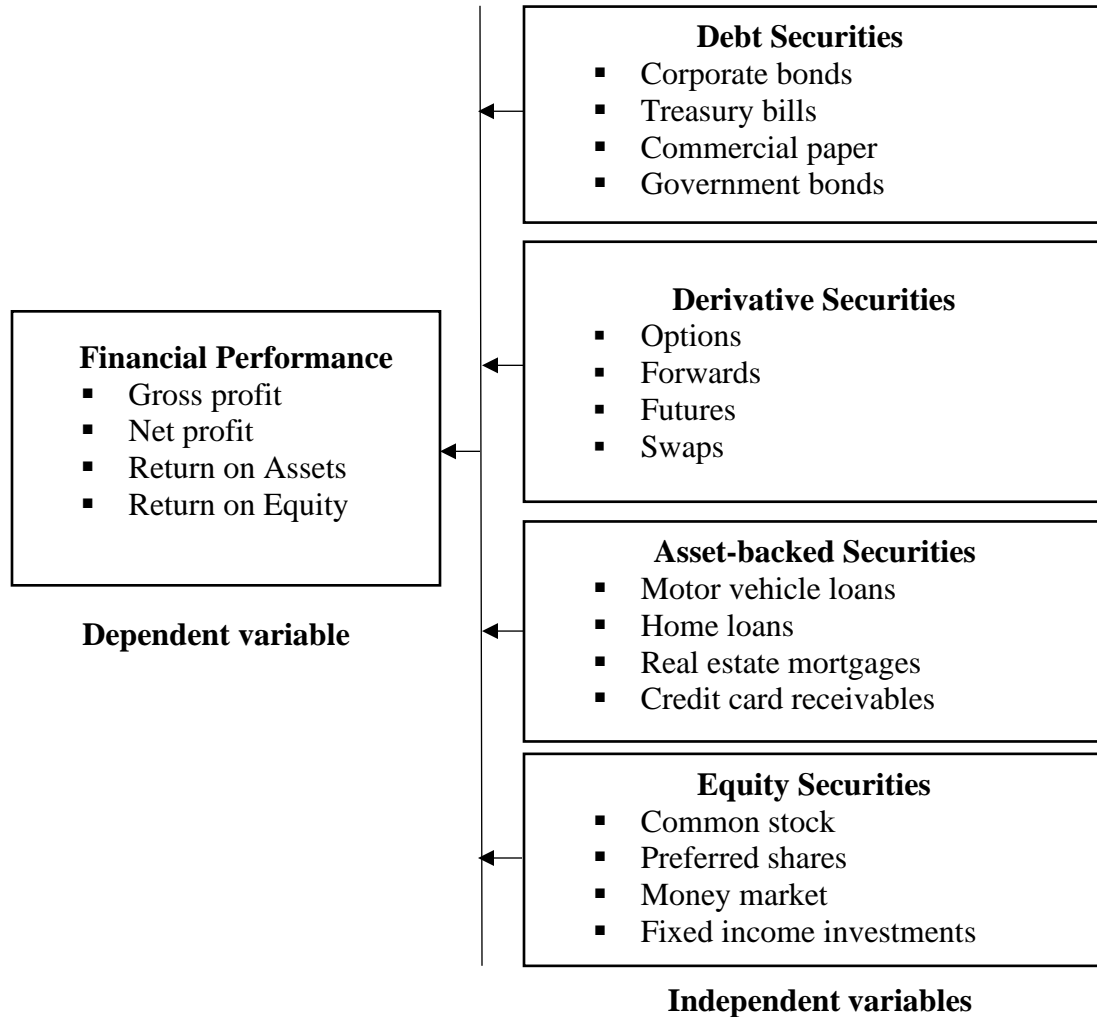 Debt Securities
▪ Corporate bonds
▪ Treasury bills
▪ Commercial paper
▪ Government bonds
Derivative Securities
▪ Options
▪ Forwards
▪ Futures
▪ Swaps
Financial Performance
▪ Gross profit
▪ Net profit
▪ Return on Assets
▪ Return on Equity
Dependent variable
Asset-backed Securities
▪ Motor vehicle loans
▪ Home loans
▪ Real estate mortgages
▪ Credit card receivables
Equity Securities
▪ Common stock
▪ Preferred shares
▪ Money market
▪ Fixed income investments
Independent variables